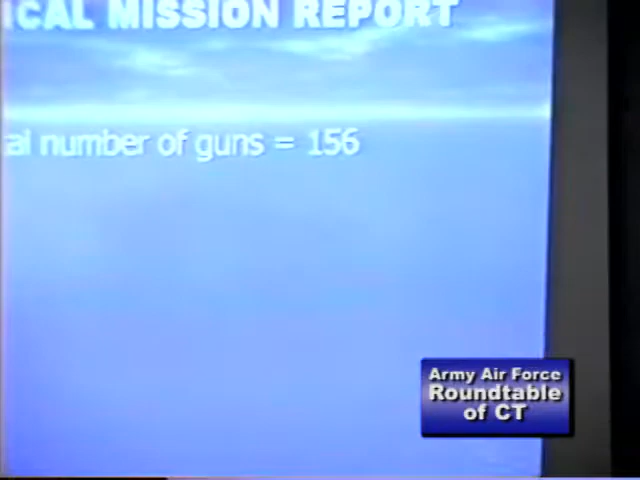 ICAL MISSION REPORT
al number of guns = 156
Army Air Force
Roundtable
of CT